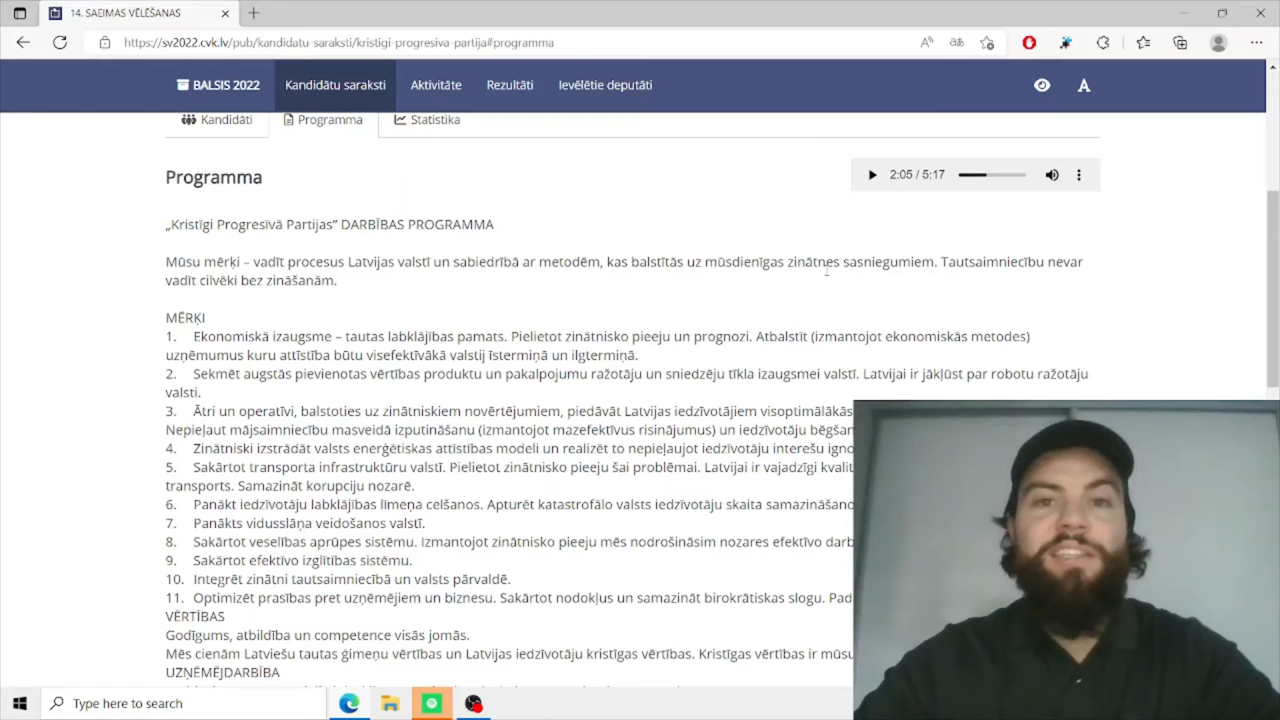 14. SAEIMAS VĒLĒŠANAS
https://sv2022.cvk.lv/pub/kandidatu-saraksti/kristigi-progresiva-partija#programma
BALSIS 2022 Kandidātu saraksti Aktivitāte Rezultāti Ievēlētie deputāti A
Kandidāti Programma Statistika
Programma
2:05 / 5:17
„Kristīgi Progresīvā Partijas” DARBĪBAS PROGRAMMA
Mūsu mērķi – vadīt procesus Latvijas valstī un sabiedrībā ar metodēm, kas balstītās uz mūsdienīgas zinātnes sasniegumiem. Tautsaimniecību nevar
vadīt cilvēki bez zināšanām.
MĒRĶI
1. Ekonomiskā izaugsme – tautas labklājības pamats. Pielietot zinātnisko pieeju un prognozi. Atbalstīt (izmantojot ekonomiskās metodes)
uzņēmumus kuru attīstība būtu visefektīvākā valstij īstermiņā un ilgtermiņā.
2. Sekmēt augstās pievienotas vērtības produktu un pakalpojumu ražotāju un sniedzēju tīkla izaugsmei valstī. Latvijai ir jākļūst par robotu ražotāju
valsti.
3. Ātri un operatīvi, balstoties uz zinātniskiem novērtējumiem, piedāvāt Latvijas iedzīvotājiem visoptimālākās
Nepieļaut mājsaimniecību masveidā izputināšanu (izmantojot mazefektīvus risinājumus) un iedzīvotāju
4. Zinātniski izstrādāt valsts enerģētiskas attīstības modeli un realizēt to nepieļaujot iedzīvotāju interešu
5. Sakārtot transporta infrastruktūru valstī. Pielietot zinātnisko pieeju šai problēmai. Latvijai ir vajadzīgi
transports. Samazināt korupciju nozarē.
6. Panākt iedzīvotāju labklājības līmeņa celšanos. Apturēt katastrofālo valsts iedzīvotāju skaita
7. Panākts vidusslāņa veidošanos valstī.
8. Sakārtot veselības aprūpes sistēmu. Izmantojot zinātnisko pieeju mēs nodrošināsim nozares efektīvo
9. Sakārtot efektīvo izglītības sistēmu.
10. Integrēt zinātni tautsaimniecībā un valsts pārvaldē.
11. Optimizēt prasības pret uzņēmējiem un biznesu. Sakārtot nodokļus un samazināt birokrātiskas slogu.
VĒRTĪBAS
Godīgums, atbildība un competence visās jomās.
Mēs cienām Latviešu tautas ģimeņu vērtības un Latvijas iedzīvotāju kristīgas vērtības. Kristīgas vērtības ir
UZŅĒMĒJDARBĪBA
Type here to search